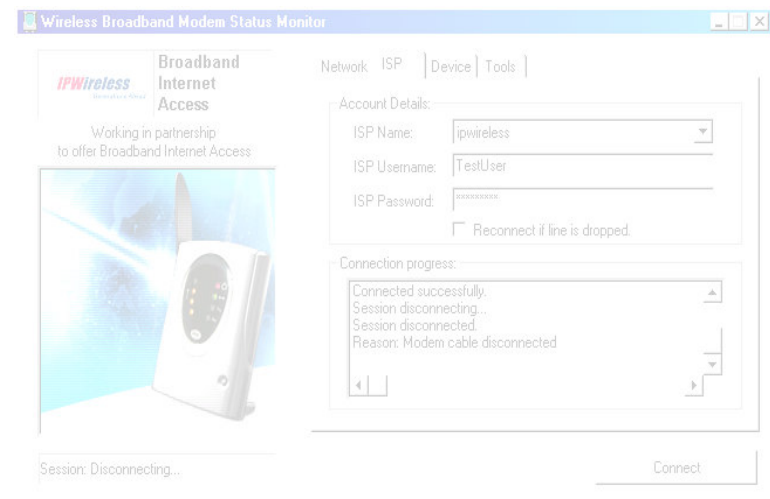 Wireless Broadband Modem Status Monitor
IPWireless
Broadband
Internet
Access
Working in partnership
to offer Broadband Internet Access
Network ISP Device Tools
Account Details:
ISP Name: ipwireless
ISP Username: TestUser
ISP Password: xxxxxxxxx
Reconnect if line is dropped.
Connection progress:
Connected successfully.
Session disconnecting...
Session disconnected.
Reason: Modem cable disconnected
Session: Disconnecting...
Connect